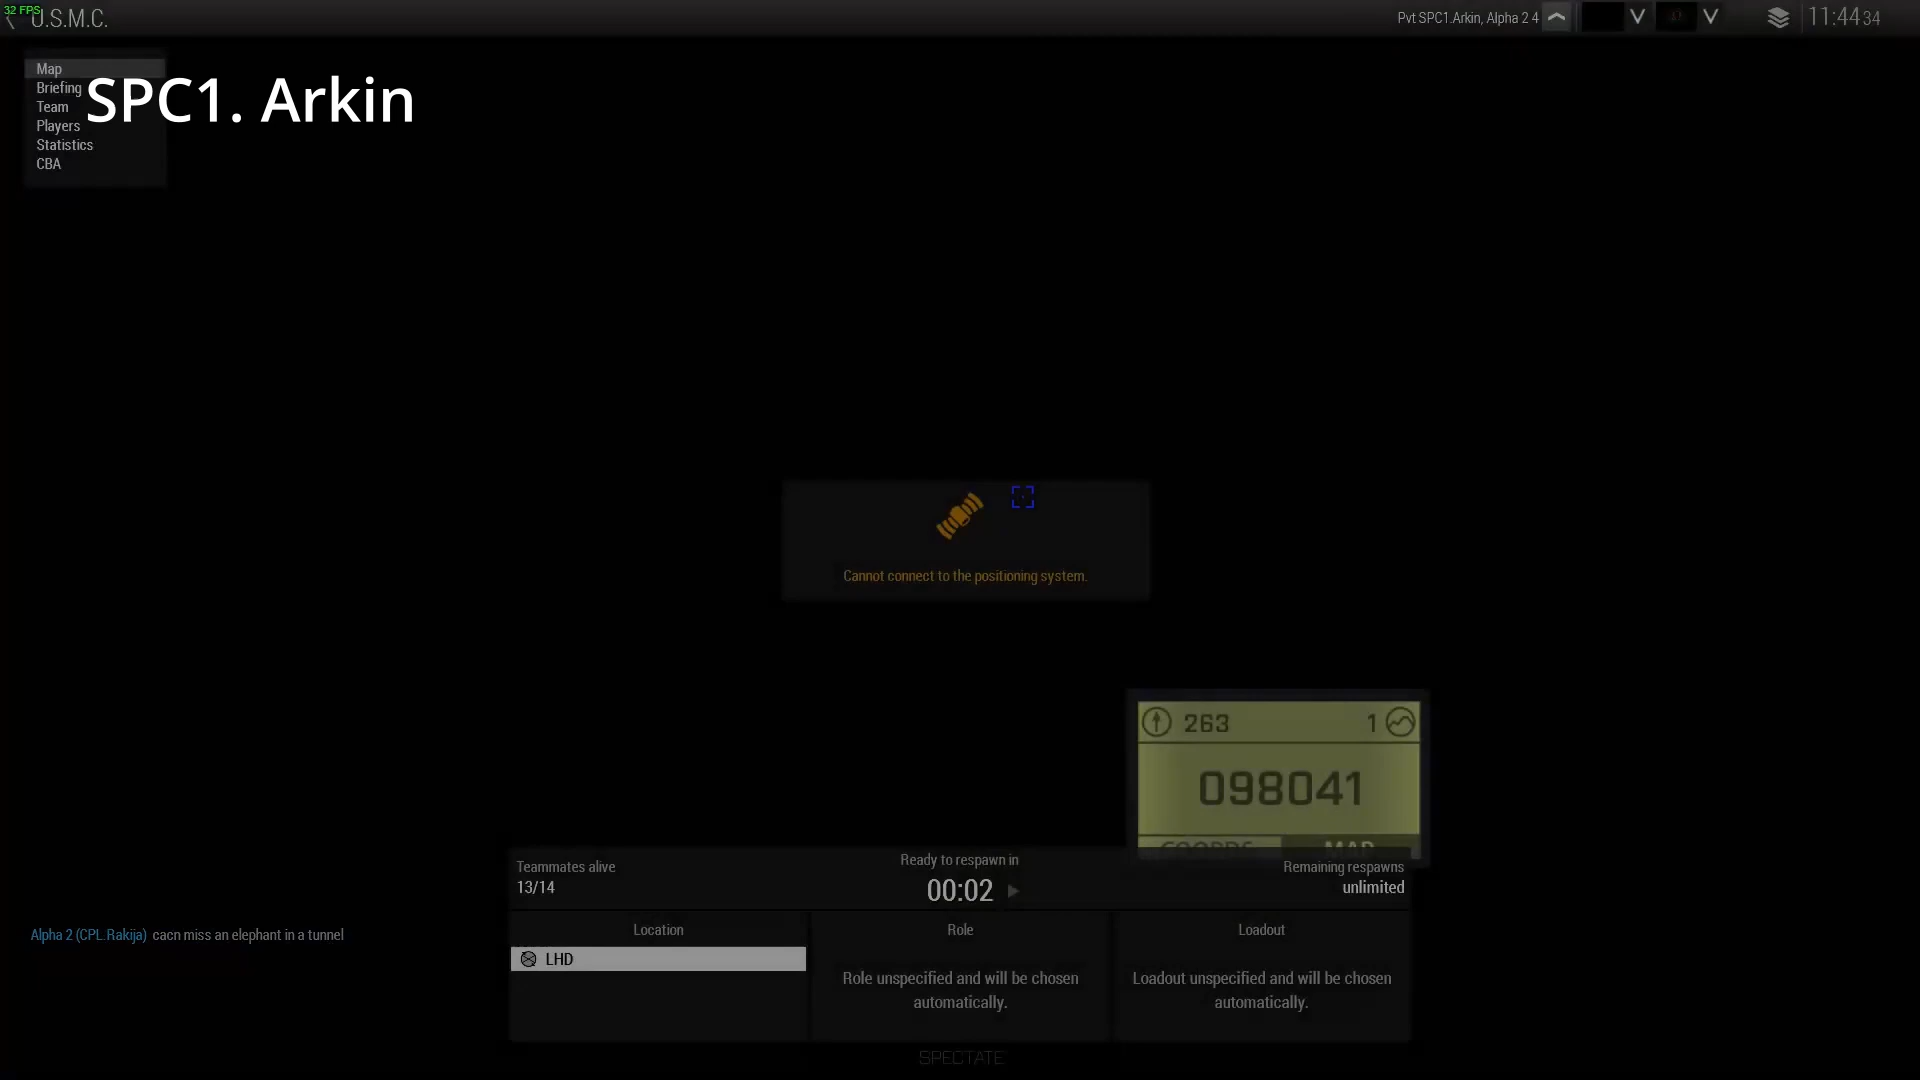 32 FPS
U.S.M.C.
Pvt SPC1.Arkin, Alpha 2 4
11:44 34
Map
Briefing
Team
Players
Statistics
CBA
SPC1. Arkin
Cannot connect to the positioning system.
263
1
098041
COORDS
MAP
Teammates alive
13/14
Ready to respawn in
00:02
Remaining respawns
unlimited
Alpha 2 (CPL.Rakija) cacn miss an elephant in a tunnel
Location
LHD
Role
Role unspecified and will be chosen
automatically.
Loadout
Loadout unspecified and will be chosen
automatically.
SPECTATE